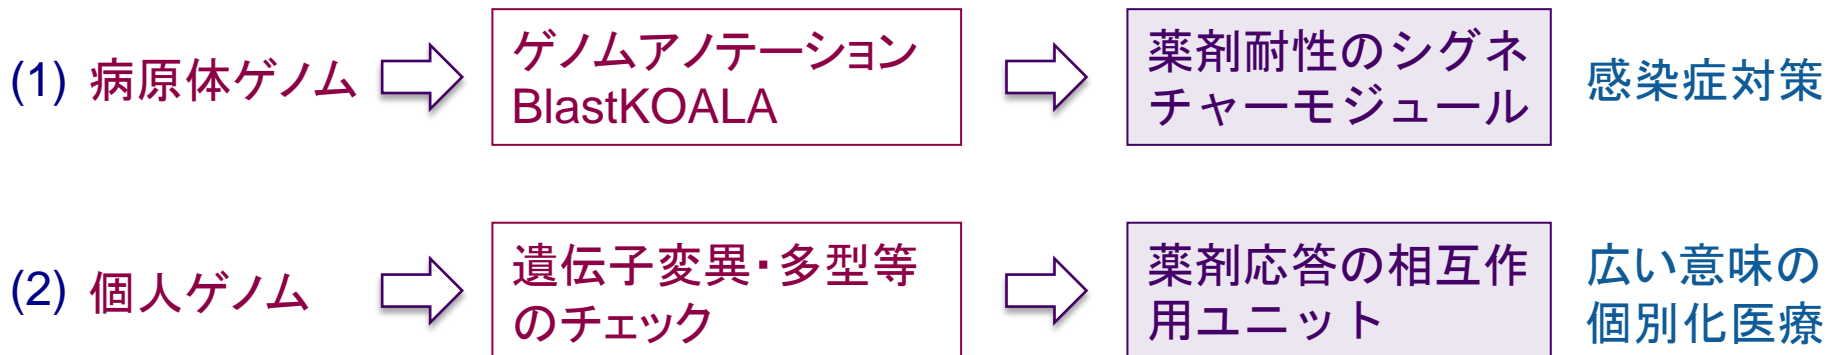 (1) 病原体ゲノム
ゲノムアノテーション
BlastKOALA
薬剤耐性のシグネ
チャーモジュール
感染症対策
(2) 個人ゲノム
遺伝子変異・多型等
のチェック
薬剤応答の相互作
用ユニット
広い意味の
個別化医療